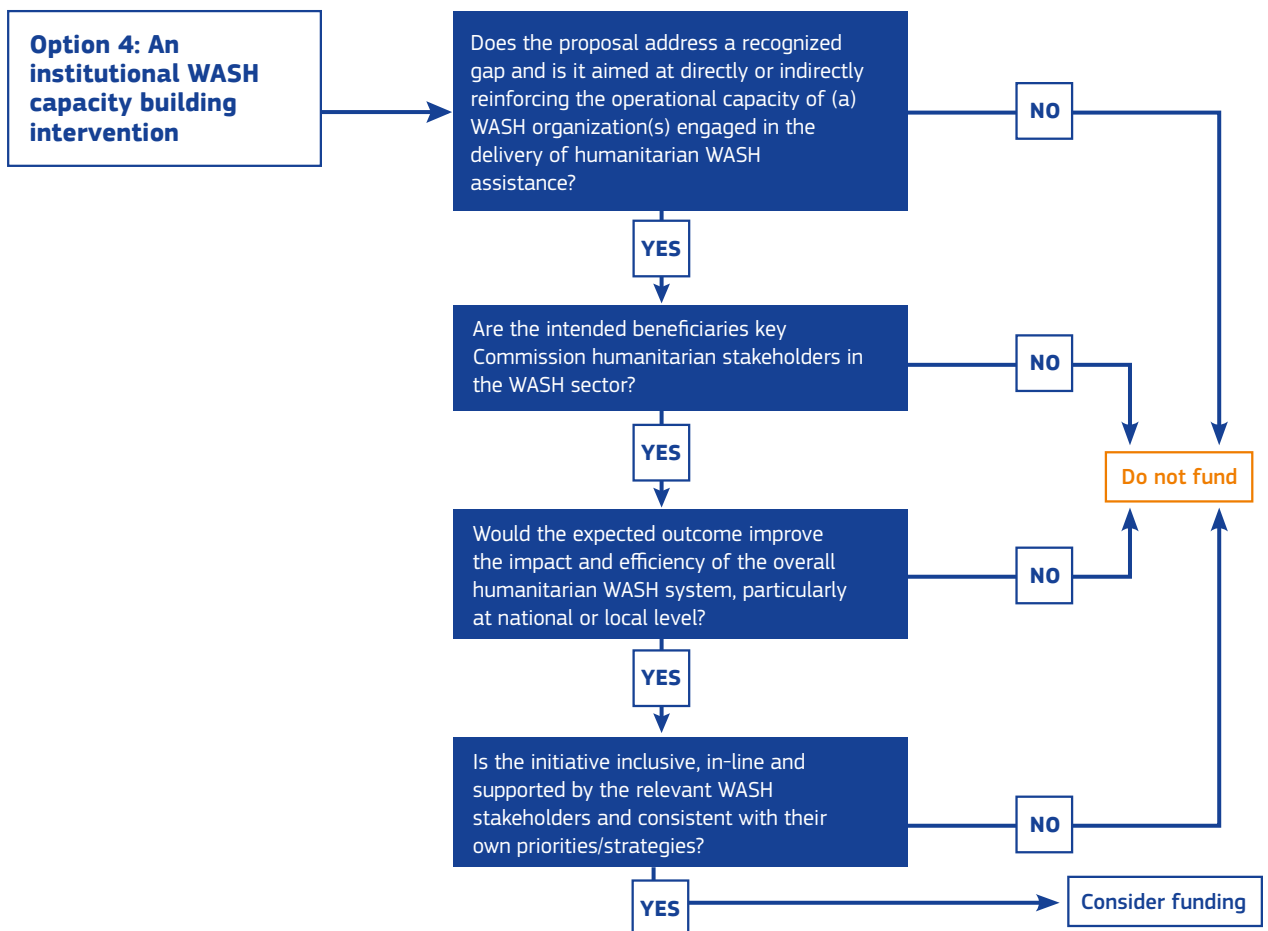 Option 4: An
institutional WASH
capacity building
intervention
Does the proposal address a recognized
gap and is it aimed at directly or indirectly
reinforcing the operational capacity of (a)
WASH organization(s) engaged in the
delivery of humanitarian WASH
assistance?
NO
YES
Are the intended beneficiaries key
Commission humanitarian stakeholders in
the WASH sector?
NO
YES
Do not fund
Would the expected outcome improve
the impact and efficiency of the overall
humanitarian WASH system, particularly
at national or local level?
NO
YES
Is the initiative inclusive, in-line and
supported by the relevant WASH
stakeholders and consistent with their
own priorities/strategies?
NO
YES
Consider funding